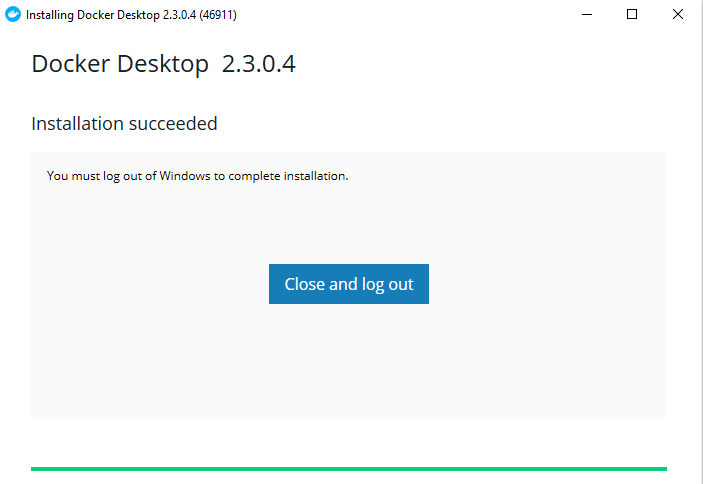 Installing Docker Desktop 2.3.0.4 (46911)
Docker Desktop 2.3.0.4
Installation succeeded
You must log out of Windows to complete installation.
Close and log out